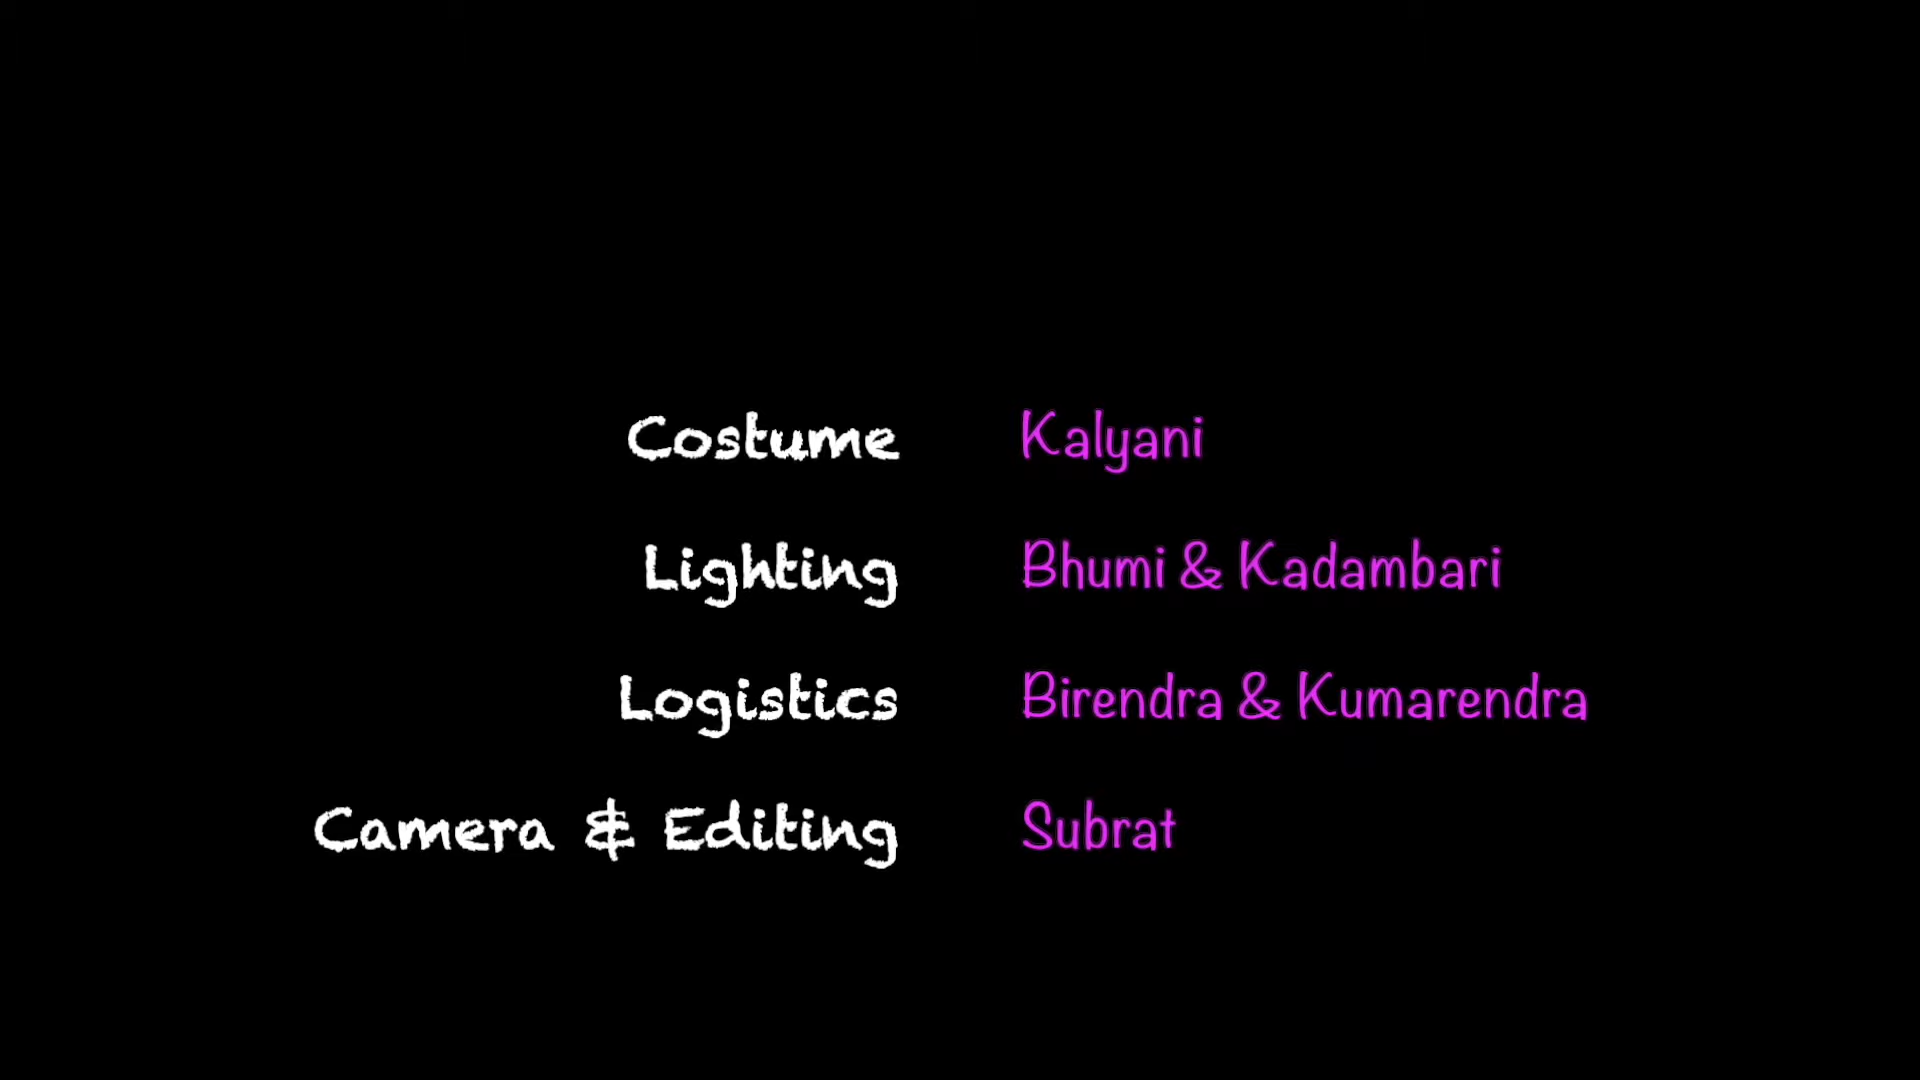 Costume Kalyani
Lighting Bhumi & Kadambari
Logistics Birendra & Kumarendra
Camera & Editing Subrat